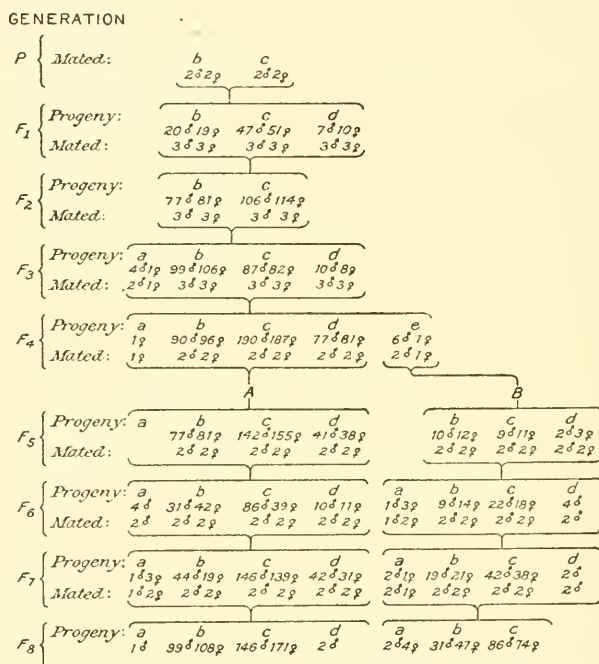 GENERATION
P Mated: b c
2♂2♀ 2♂2♀
F1 Progeny: b c d
20♂19♀ 47♂51♀ 7♂10♀
Mated: 3♂3♀ 3♂3♀ 3♂3♀
F2 Progeny: b c
77♂81♀ 106♂114♀
Mated: 3♂3♀ 3♂3♀
F3 Progeny: a b c d
4♂1♀ 99♂106♀ 87♂82♀ 10♂8♀
Mated: 2♂1♀ 3♂3♀ 3♂3♀ 3♂3♀
F4 Progeny: a b c d e
1♀ 90♂96♀ 190♂187♀ 77♂81♀ 6♂1♀
Mated: 1♀ 2♂2♀ 2♂2♀ 2♂2♀ 2♂1♀
A B
F5 Progeny: a b c d b c d
77♂81♀ 142♂155♀ 41♂38♀ 10♂12♀ 9♂11♀ 2♂3♀
Mated: 2♂2♀ 2♂2♀ 2♂2♀ 2♂2♀ 2♂2♀ 2♂2♀
F6 Progeny: a b c d a b c d
4♂ 31♂42♀ 86♂39♀ 10♂11♀ 1♂3♀ 9♂14♀ 22♂18♀ 4♂
Mated: 2♂ 2♂2♀ 2♂2♀ 2♂2♀ 1♂2♀ 2♂2♀ 2♂2♀ 2♂
F7 Progeny: a b c d a b c d
1♂3♀ 44♂19♀ 146♂139♀ 42♂31♀ 2♂1♀ 19♂21♀ 42♂38♀ 2♂
Mated: 1♂2♀ 2♂2♀ 2♂2♀ 2♂2♀ 2♂1♀ 2♂2♀ 2♂2♀ 2♂
F8 Progeny: a b c d a b c
1♂ 99♂108♀ 146♂171♀ 2♂ 2♂4♀ 31♂47♀ 86♂74♀